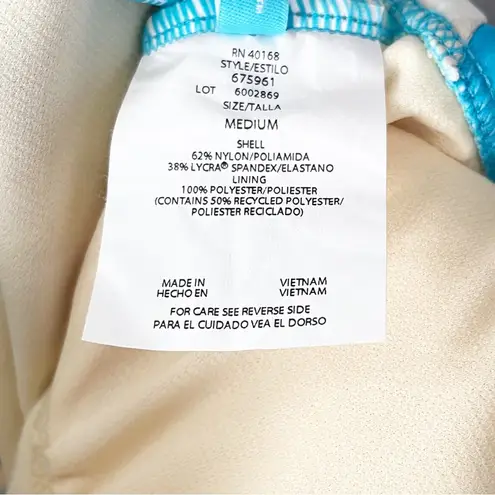 RN 40168
STYLE/ESTILO
675961
LOT 6002869
SIZE/TALLA
MEDIUM
SHELL
62% NYLON/POLIAMIDA
38% LYCRA® SPANDEX/ELASTANO
LINING
100% POLYESTER/POLIESTER
(CONTAINS 50% RECYCLED POLYESTER/
POLIESTER RECICLADO)
MADE IN VIETNAM
HECHO EN VIETNAM
FOR CARE SEE REVERSE SIDE
PARA EL CUIDADO VEA EL DORSO